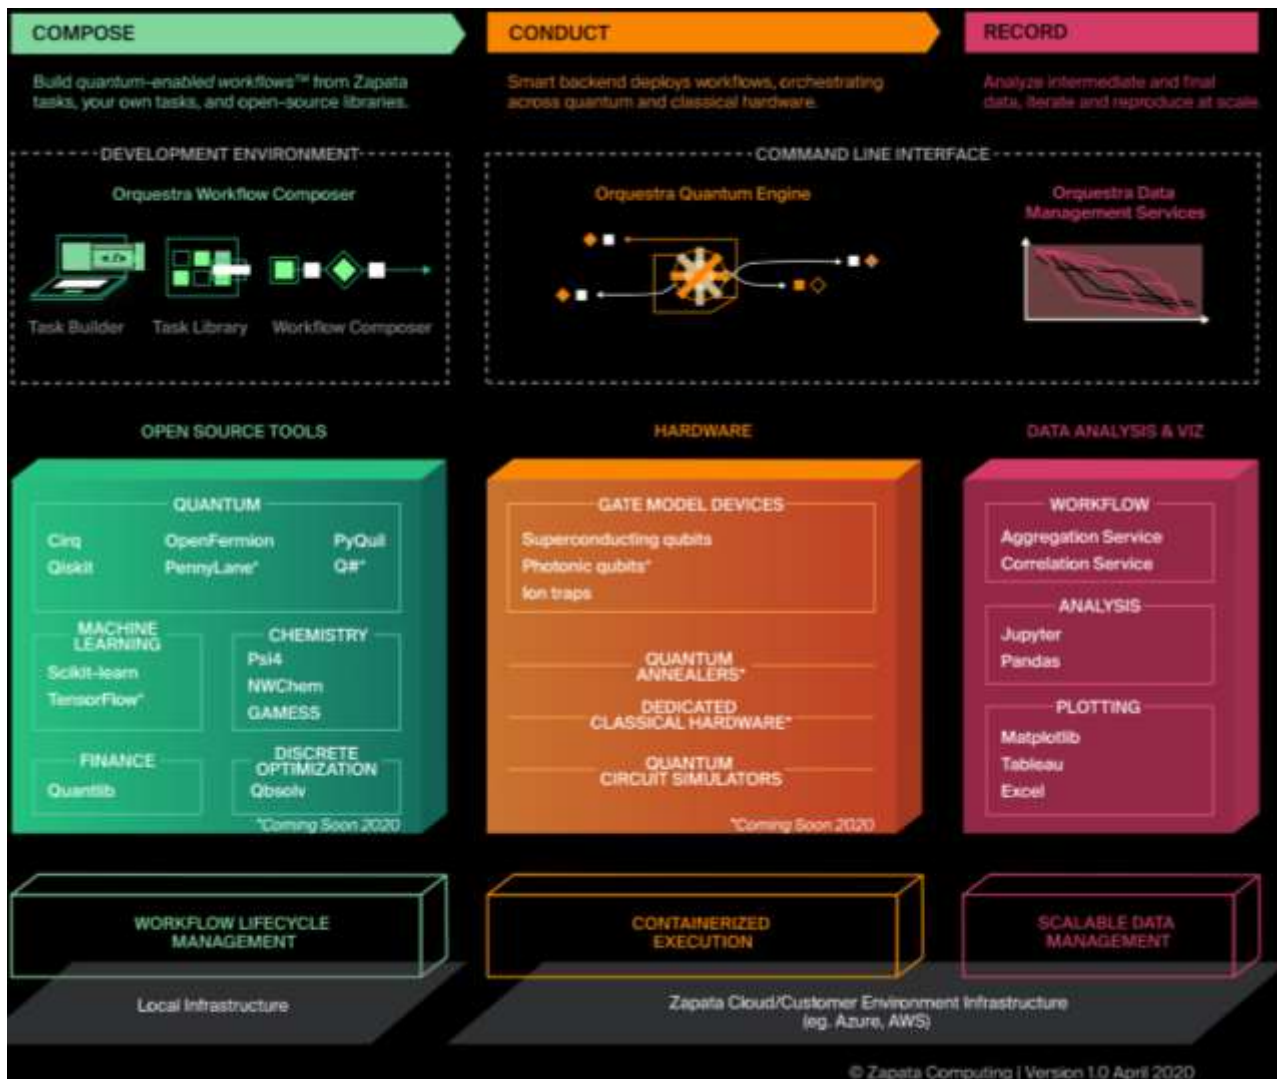 COMPOSE
Build quantum-enabled workflows™ from Zapata
tasks, your own tasks, and open-source libraries.
CONDUCT
Smart backend deploys workflows, orchestrating
across quantum and classical hardware.
RECORD
Analyze intermediate and final
data, iterate and reproduce at scale.
DEVELOPMENT ENVIRONMENT
Orquestra Workflow Composer
</>
Task Builder
Task Library
Workflow Composer
COMMAND LINE INTERFACE
Orquestra Quantum Engine
Orquestra Data
Management Services
OPEN SOURCE TOOLS
QUANTUM
Cirq
OpenFermion
PyQuil
Qiskit
PennyLane*
Q#*
MACHINE
LEARNING
Scikit-learn
TensorFlow*
CHEMISTRY
Psi4
NWChem
GAMESS
FINANCE
Quantlib
DISCRETE
OPTIMIZATION
Qbsolv
*Coming Soon 2020
HARDWARE
GATE MODEL DEVICES
Superconducting qubits
Photonic qubits*
Ion traps
QUANTUM
ANNEALERS*
DEDICATED
CLASSICAL HARDWARE*
QUANTUM
CIRCUIT SIMULATORS
*Coming Soon 2020
DATA ANALYSIS & VIZ
WORKFLOW
Aggregation Service
Correlation Service
ANALYSIS
Jupyter
Pandas
PLOTTING
Matplotlib
Tableau
Excel
WORKFLOW LIFECYCLE
MANAGEMENT
CONTAINERIZED
EXECUTION
SCALABLE DATA
MANAGEMENT
Local Infrastructure
Zapata Cloud/Customer Environment Infrastructure
(eg. Azure, AWS)
© Zapata Computing | Version 1.0 April 2020